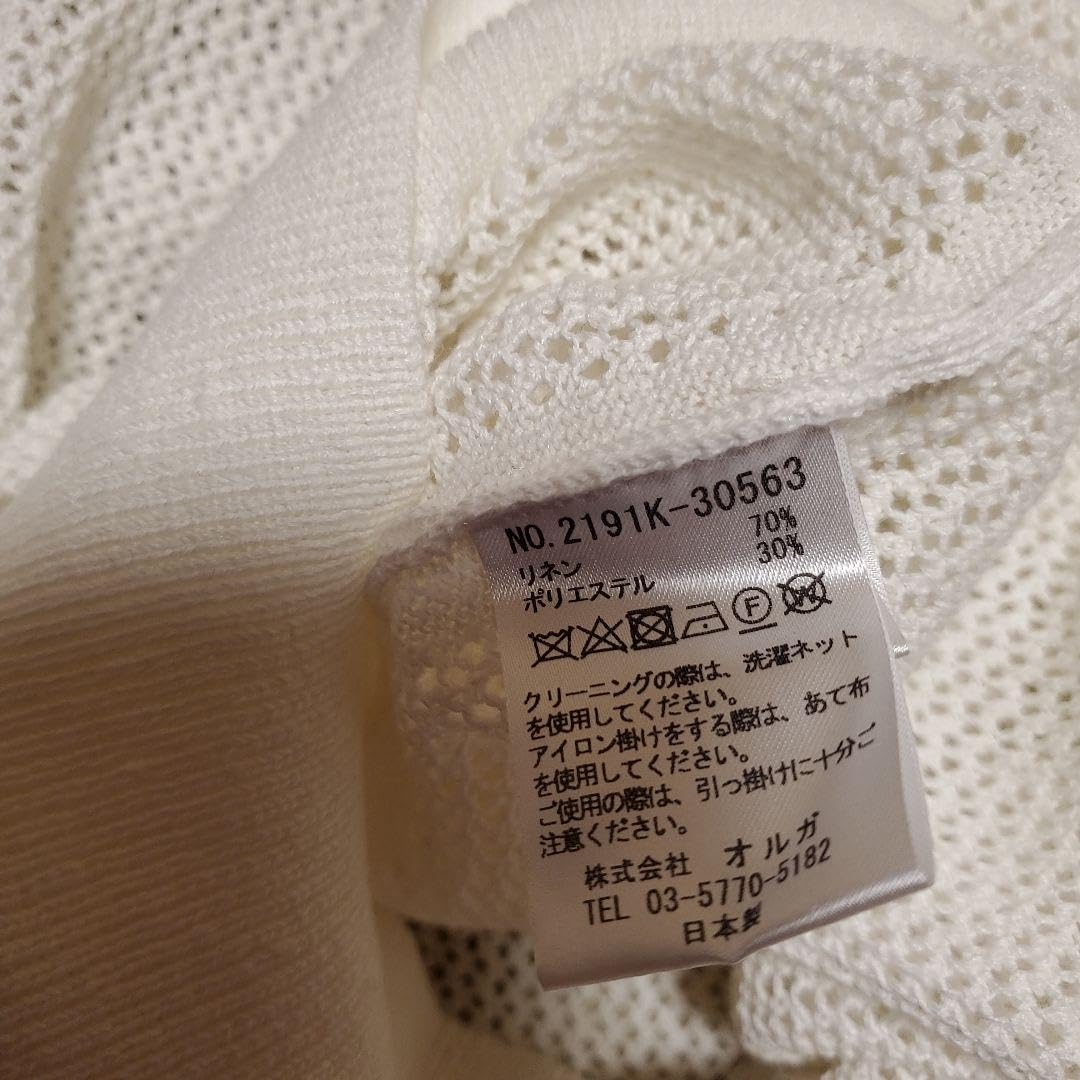 NO.2191K-30563
リネン 70%
ポリエステル 30%
F W
クリーニングの際は、洗濯ネット
を使用してください。
アイロン掛けをする際は、あて布
を使用してください。
ご使用の際は、引っ掛けに十分ご
注意ください。
株式会社 オルガ
TEL 03-5770-5182
日本製